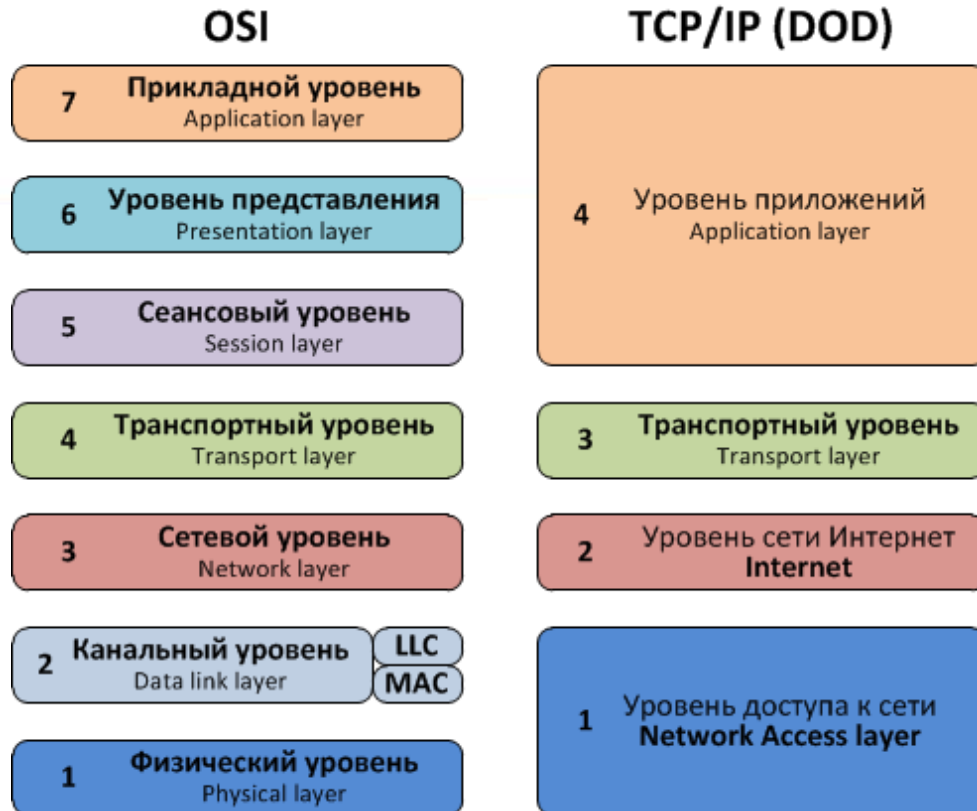 OSI
TCP/IP (DOD)
7
Прикладной уровень
Application layer
6
Уровень представления
Presentation layer
5
Сеансовый уровень
Session layer
4
Транспортный уровень
Transport layer
3
Сетевой уровень
Network layer
2
Канальный уровень
Data link layer
LLC
MAC
1
Физический уровень
Physical layer
4
Уровень приложений
Application layer
3
Транспортный уровень
Transport layer
2
Уровень сети Интернет
Internet
1
Уровень доступа к сети
Network Access layer